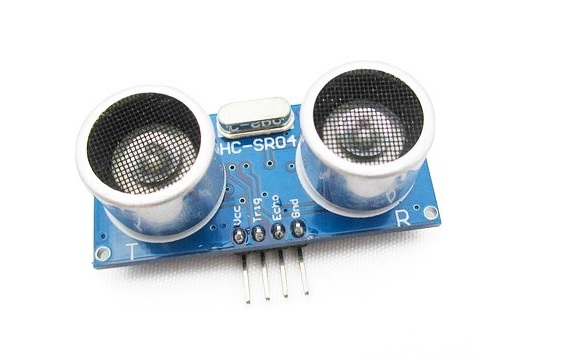 HC-SR04
Vcc
Trig
Echo
Gnd
T
R